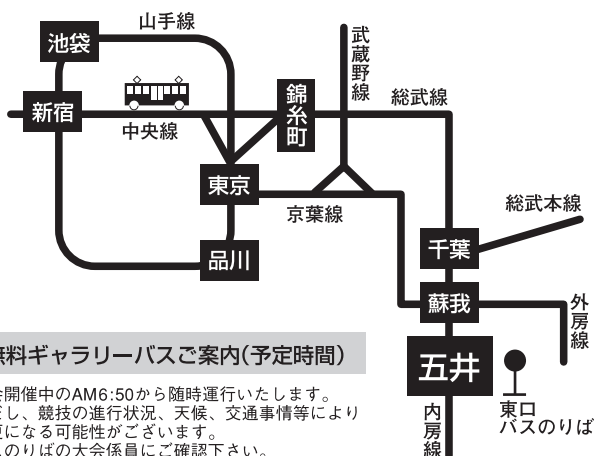 山手線
池袋
武蔵野線
新宿
中央線
錦糸町
総武線
東京
京葉線
総武本線
品川
千葉
蘇我
外房線
五井
内房線
東口
バスのりば
無料ギャラリーバスご案内(予定時間)
開催中のAM6:50から随時運行いたします。
し、競技の進行状況、天候、交通事情等により
になる可能性がございます。
のりばの大会係員にご確認下さい。